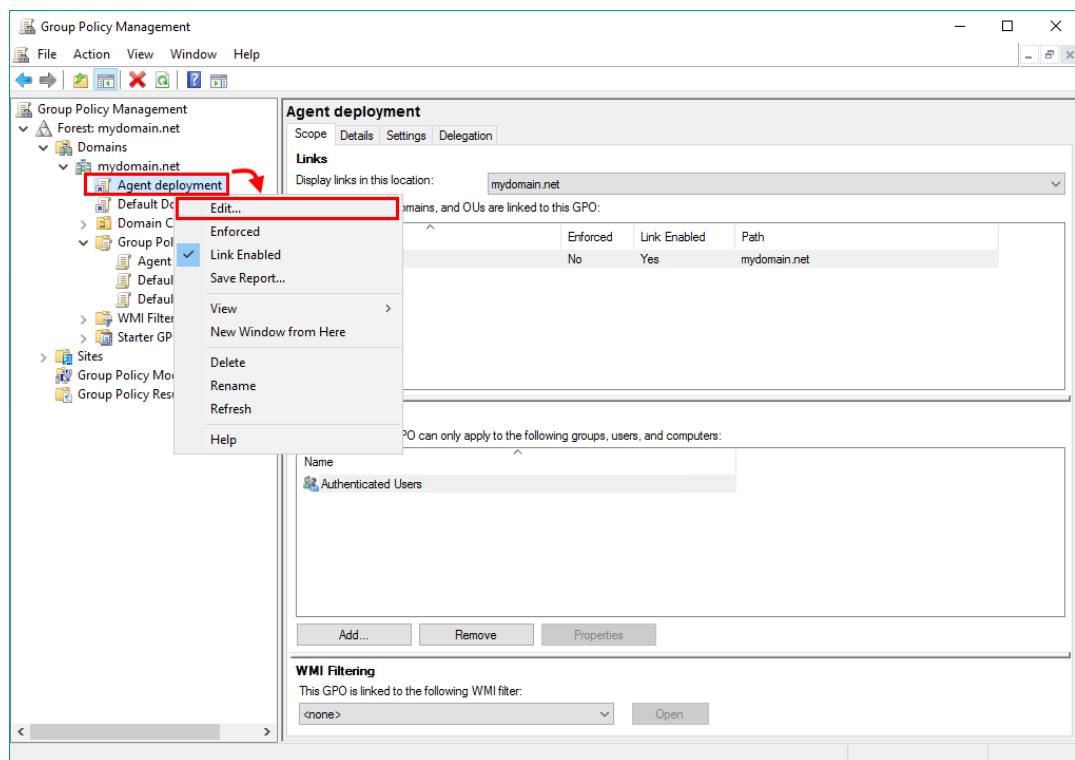 Group Policy Management
File Action View Window Help
Group Policy Management
Forest: mydomain.net
Domains
mydomain.net
Agent deployment
Default Do
Domain C
Group Pol
Agent
Defaul
Defaul
WMI Filter
Starter GP
Sites
Group Policy Mo
Group Policy Res
Edit...
Enforced
Link Enabled
Save Report...
View
New Window from Here
Delete
Rename
Refresh
Help
Agent deployment
Scope Details Settings Delegation
Links
Display links in this location: mydomain.net
omains, and OUs are linked to this GPO:
Enforced Link Enabled Path
No Yes mydomain.net
PO can only apply to the following groups, users, and computers:
Name
Authenticated Users
Add... Remove Properties
WMI Filtering
This GPO is linked to the following WMI filter:
<none> Open